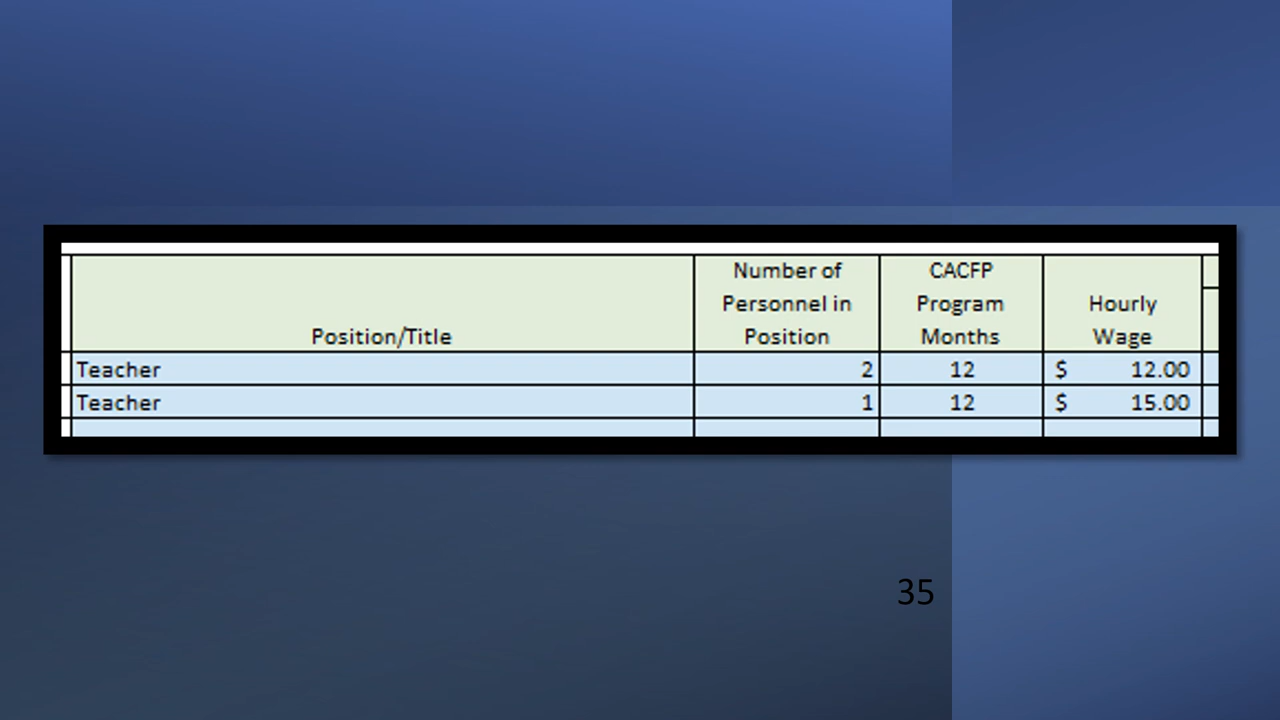 Number of CACFP
Personnel in Program Hourly
Position/Title Position Months Wage
Teacher 2 12 $ 12.00
Teacher 1 12 $ 15.00
35